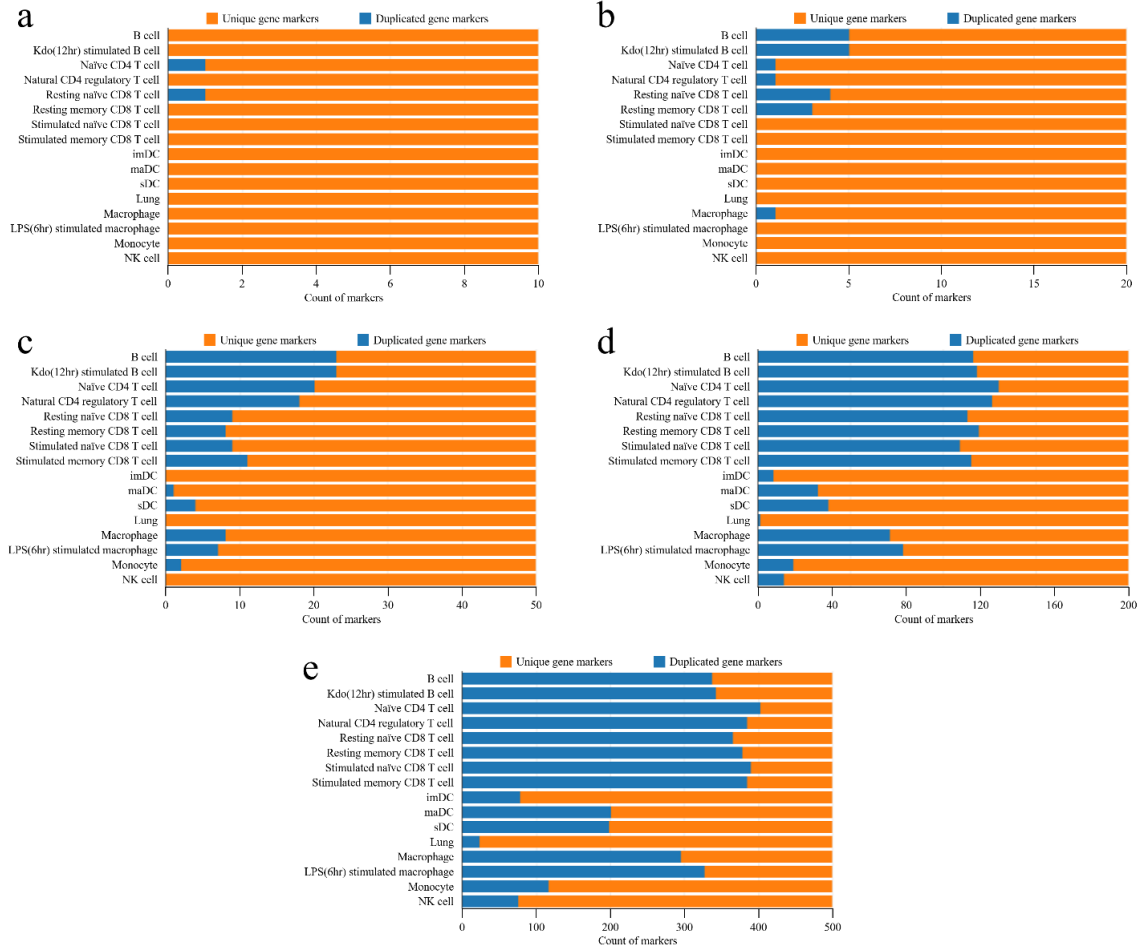 a
Unique gene markers Duplicated gene markers
B cell
Kdo(12hr) stimulated B cell
Naïve CD4 T cell
Natural CD4 regulatory T cell
Resting naïve CD8 T cell
Resting memory CD8 T cell
Stimulated naïve CD8 T cell
Stimulated memory CD8 T cell
imDC
maDC
sDC
Lung
Macrophage
LPS(6hr) stimulated macrophage
Monocyte
NK cell
0 2 4 6 8 10
Count of markers
b
Unique gene markers Duplicated gene markers
B cell
Kdo(12hr) stimulated B cell
Naïve CD4 T cell
Natural CD4 regulatory T cell
Resting naïve CD8 T cell
Resting memory CD8 T cell
Stimulated naïve CD8 T cell
Stimulated memory CD8 T cell
imDC
maDC
sDC
Lung
Macrophage
LPS(6hr) stimulated macrophage
Monocyte
NK cell
0 5 10 15 20
Count of markers
c
Unique gene markers Duplicated gene markers
B cell
Kdo(12hr) stimulated B cell
Naïve CD4 T cell
Natural CD4 regulatory T cell
Resting naïve CD8 T cell
Resting memory CD8 T cell
Stimulated naïve CD8 T cell
Stimulated memory CD8 T cell
imDC
maDC
sDC
Lung
Macrophage
LPS(6hr) stimulated macrophage
Monocyte
NK cell
0 10 20 30 40 50
Count of markers
d
Unique gene markers Duplicated gene markers
B cell
Kdo(12hr) stimulated B cell
Naïve CD4 T cell
Natural CD4 regulatory T cell
Resting naïve CD8 T cell
Resting memory CD8 T cell
Stimulated naïve CD8 T cell
Stimulated memory CD8 T cell
imDC
maDC
sDC
Lung
Macrophage
LPS(6hr) stimulated macrophage
Monocyte
NK cell
0 40 80 120 160 200
Count of markers
e
Unique gene markers Duplicated gene markers
B cell
Kdo(12hr) stimulated B cell
Naïve CD4 T cell
Natural CD4 regulatory T cell
Resting naïve CD8 T cell
Resting memory CD8 T cell
Stimulated naïve CD8 T cell
Stimulated memory CD8 T cell
imDC
maDC
sDC
Lung
Macrophage
LPS(6hr) stimulated macrophage
Monocyte
NK cell
0 100 200 300 400 500
Count of markers